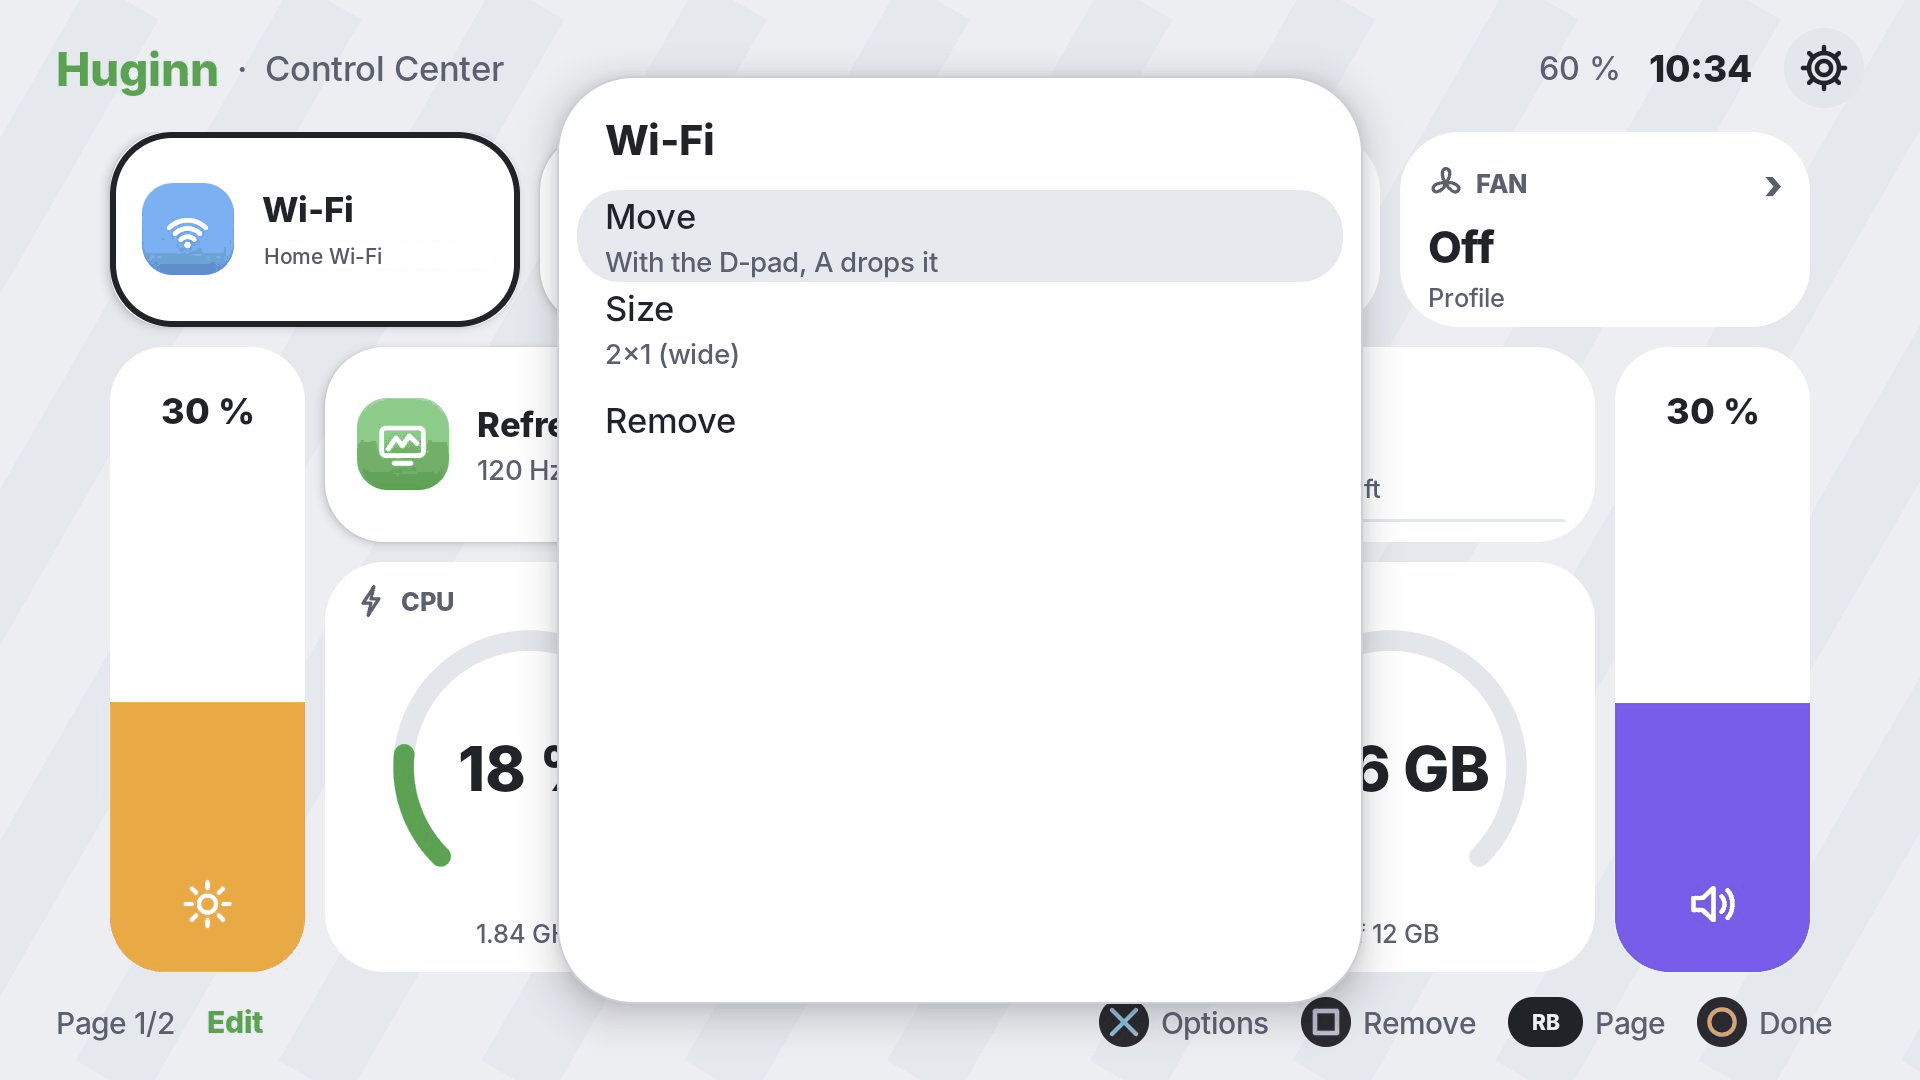 Huginn · Control Center
60 % 10:34
Wi-Fi
Home Wi-Fi
Wi-Fi
Move
With the D-pad, A drops it
Size
2×1 (wide)
Remove
FAN
Off
Profile
30 %
120 Hz
30 %
CPU
18 %
GB
1.84
12 GB
Page 1/2 Edit
Options Remove RB Page Done